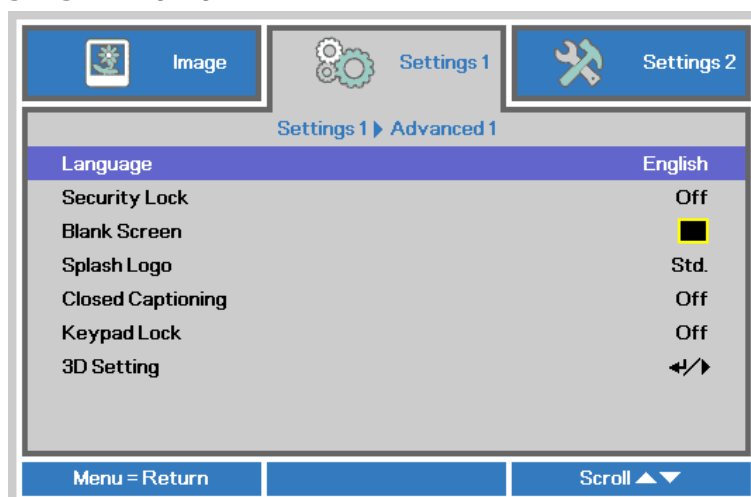 Image
Settings 1
Settings 2
Settings 1 Advanced 1
Language English
Security Lock Off
Blank Screen
Splash Logo Std.
Closed Captioning Off
Keypad Lock Off
3D Setting ↵/▶
Menu = Return
Scroll ▲▼